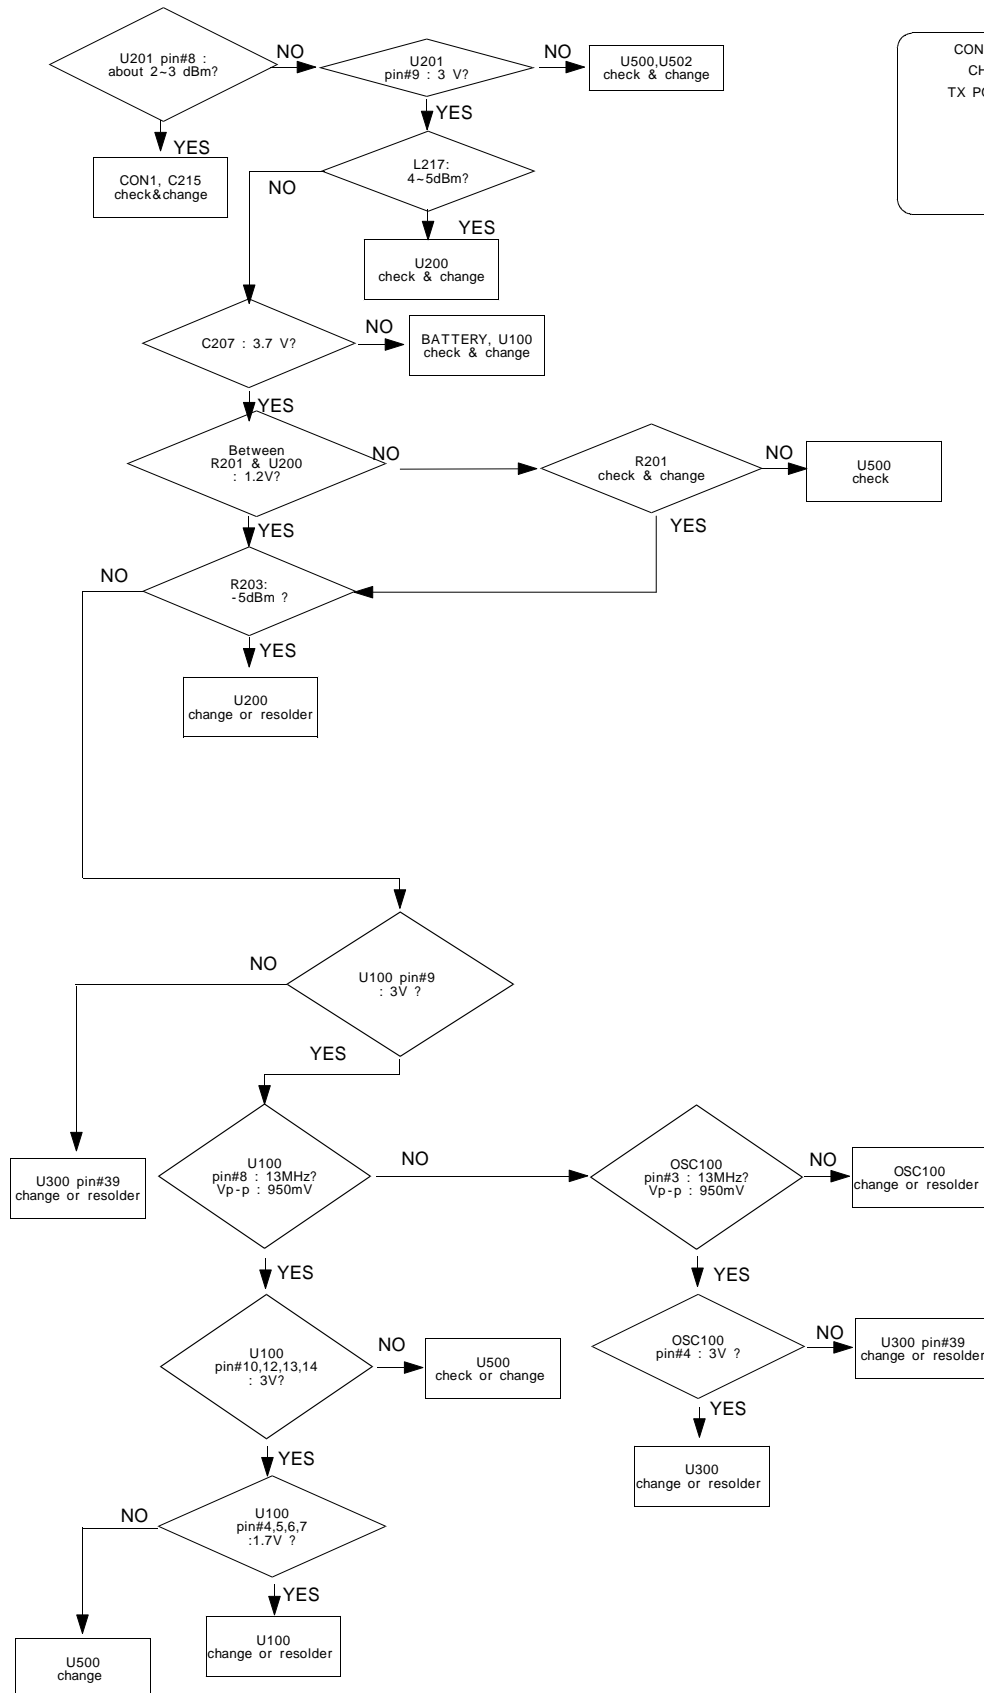 U201 pin#8 :
about 2~3 dBm?
NO
U201
pin#9 : 3 V?
NO
U500,U502
check & change
CON
CH
TX PO
YES
YES
CON1, C215
check&change
L217:
4~5dBm?
NO
YES
U200
check & change
C207 : 3.7 V?
NO
BATTERY, U100
check & change
YES
Between
R201 & U200
: 1.2V?
NO
R201
check & change
NO
U500
check
YES
YES
NO
R203:
-5dBm ?
YES
U200
change or resolder
U100 pin#9
: 3V ?
NO
YES
U300 pin#39
change or resolder
U100
pin#8 : 13MHz?
Vp-p : 950mV
NO
OSC100
pin#3 : 13MHz?
Vp-p : 950mV
NO
OSC100
change or resolder
YES
YES
U100
pin#10,12,13,14
: 3V?
NO
U500
check or change
OSC100
pin#4 : 3V ?
NO
U300 pin#39
change or resolder
YES
YES
U300
change or resolder
NO
U100
pin#4,5,6,7
:1.7V ?
YES
U100
change or resolder
U500
change